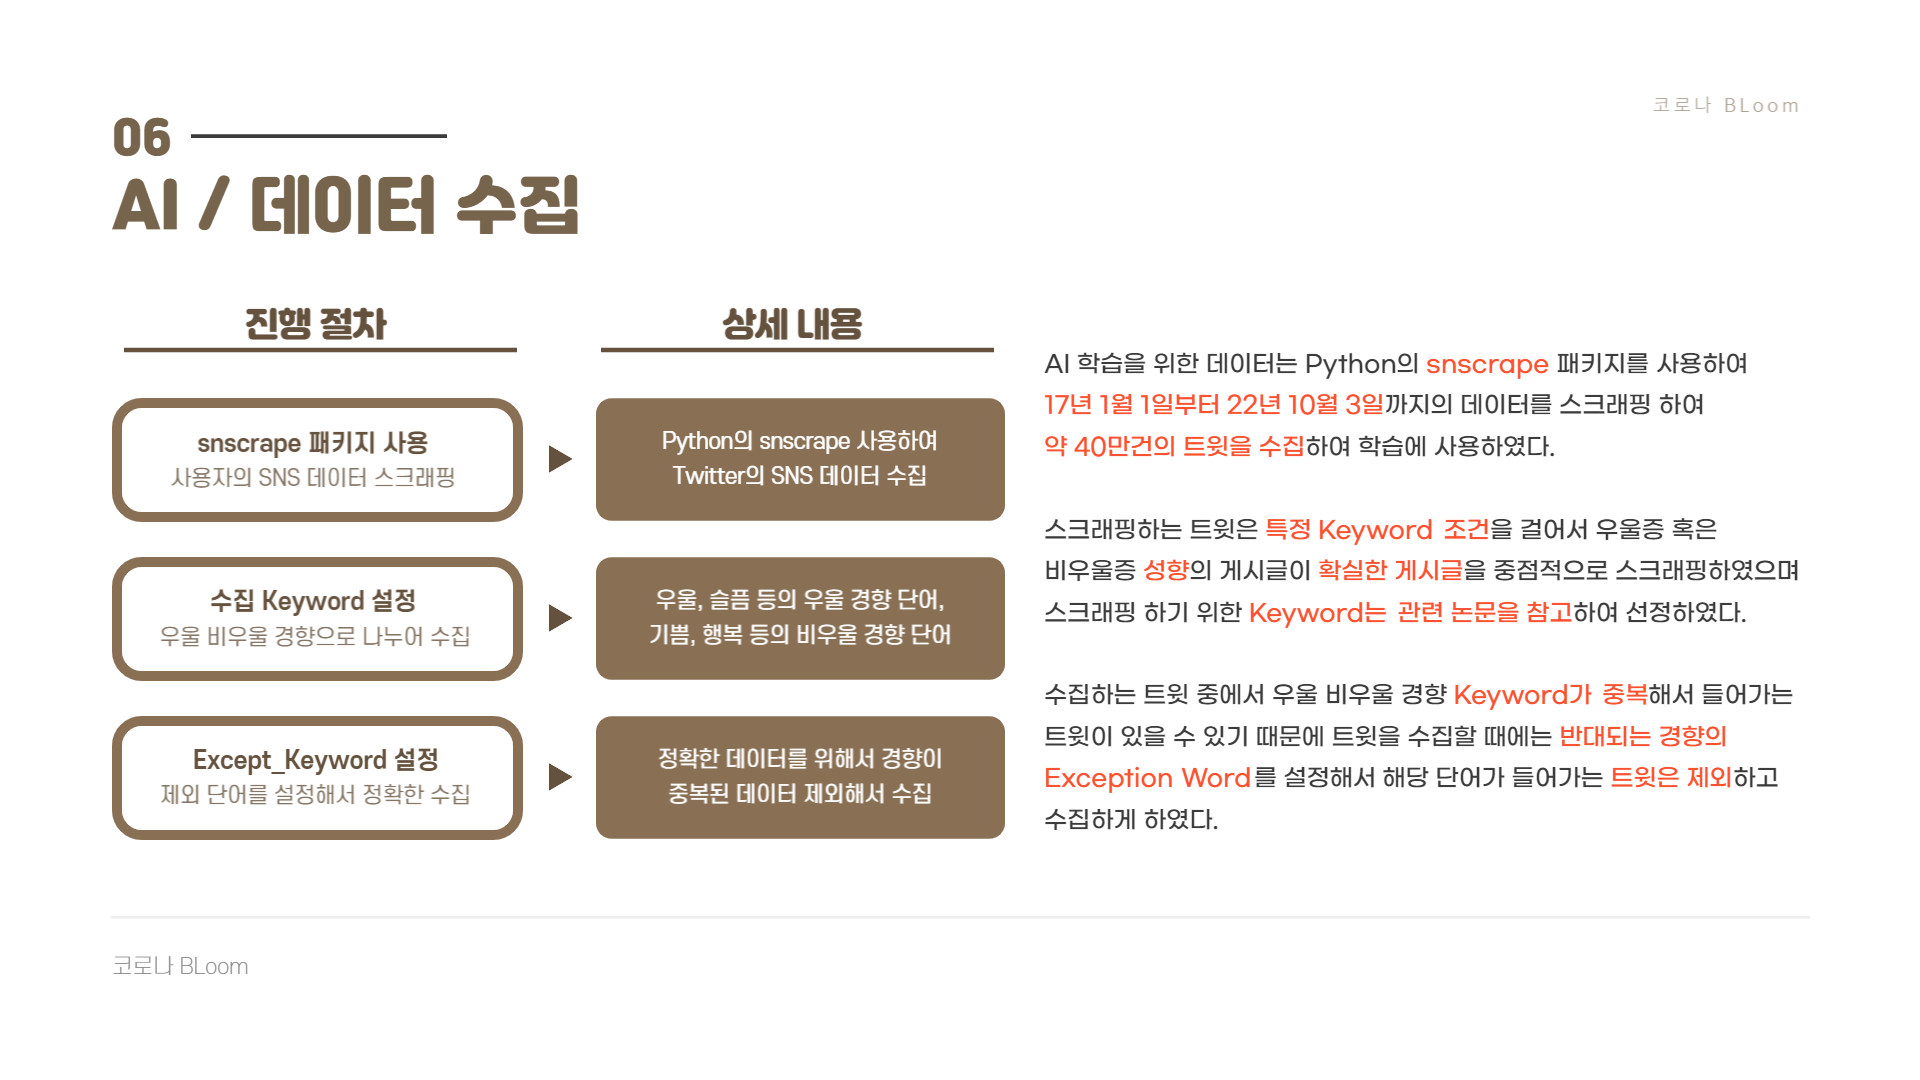 코로나 BLoom
06
AI / 데이터 수집
진행 절차
상세 내용
snscrape 패키지 사용
사용자의 SNS 데이터 스크래핑
Python의 snscrape 사용하여
Twitter의 SNS 데이터 수집
수집 Keyword 설정
우울 비우울 경향으로 나누어 수집
우울, 슬픔 등의 우울 경향 단어,
기쁨, 행복 등의 비우울 경향 단어
Except_Keyword 설정
제외 단어를 설정해서 정확한 수집
정확한 데이터를 위해서 경향이
중복된 데이터 제외해서 수집
AI 학습을 위한 데이터는 Python의 snscrape 패키지를 사용하여
17년 1월 1일부터 22년 10월 3일까지의 데이터를 스크래핑 하여
약 40만건의 트윗을 수집하여 학습에 사용하였다.
스크래핑하는 트윗은 특정 Keyword 조건을 걸어서 우울증 혹은
비우울증 성향의 게시글이 확실한 게시글을 중점적으로 스크래핑하였으며
스크래핑 하기 위한 Keyword는 관련 논문을 참고하여 선정하였다.
수집하는 트윗 중에서 우울 비우울 경향 Keyword가 중복해서 들어가는
트윗이 있을 수 있기 때문에 트윗을 수집할 때에는 반대되는 경향의
Exception Word를 설정해서 해당 단어가 들어가는 트윗은 제외하고
수집하게 하였다.
코로나 BLoom